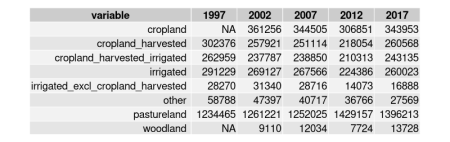 variable 1997 2002 2007 2012 2017
cropland NA 361256 344505 306851 343953
cropland_harvested 302376 257921 251114 218054 260568
cropland_harvested_irrigated 262959 237787 238850 210313 243135
irrigated 291229 269127 267566 224386 260023
irrigated_excl_cropland_harvested 28270 31340 28716 14073 16888
other 58788 47397 40717 36766 27569
pastureland 1234465 1261221 1252025 1429157 1396213
woodland NA 9110 12034 7724 13728